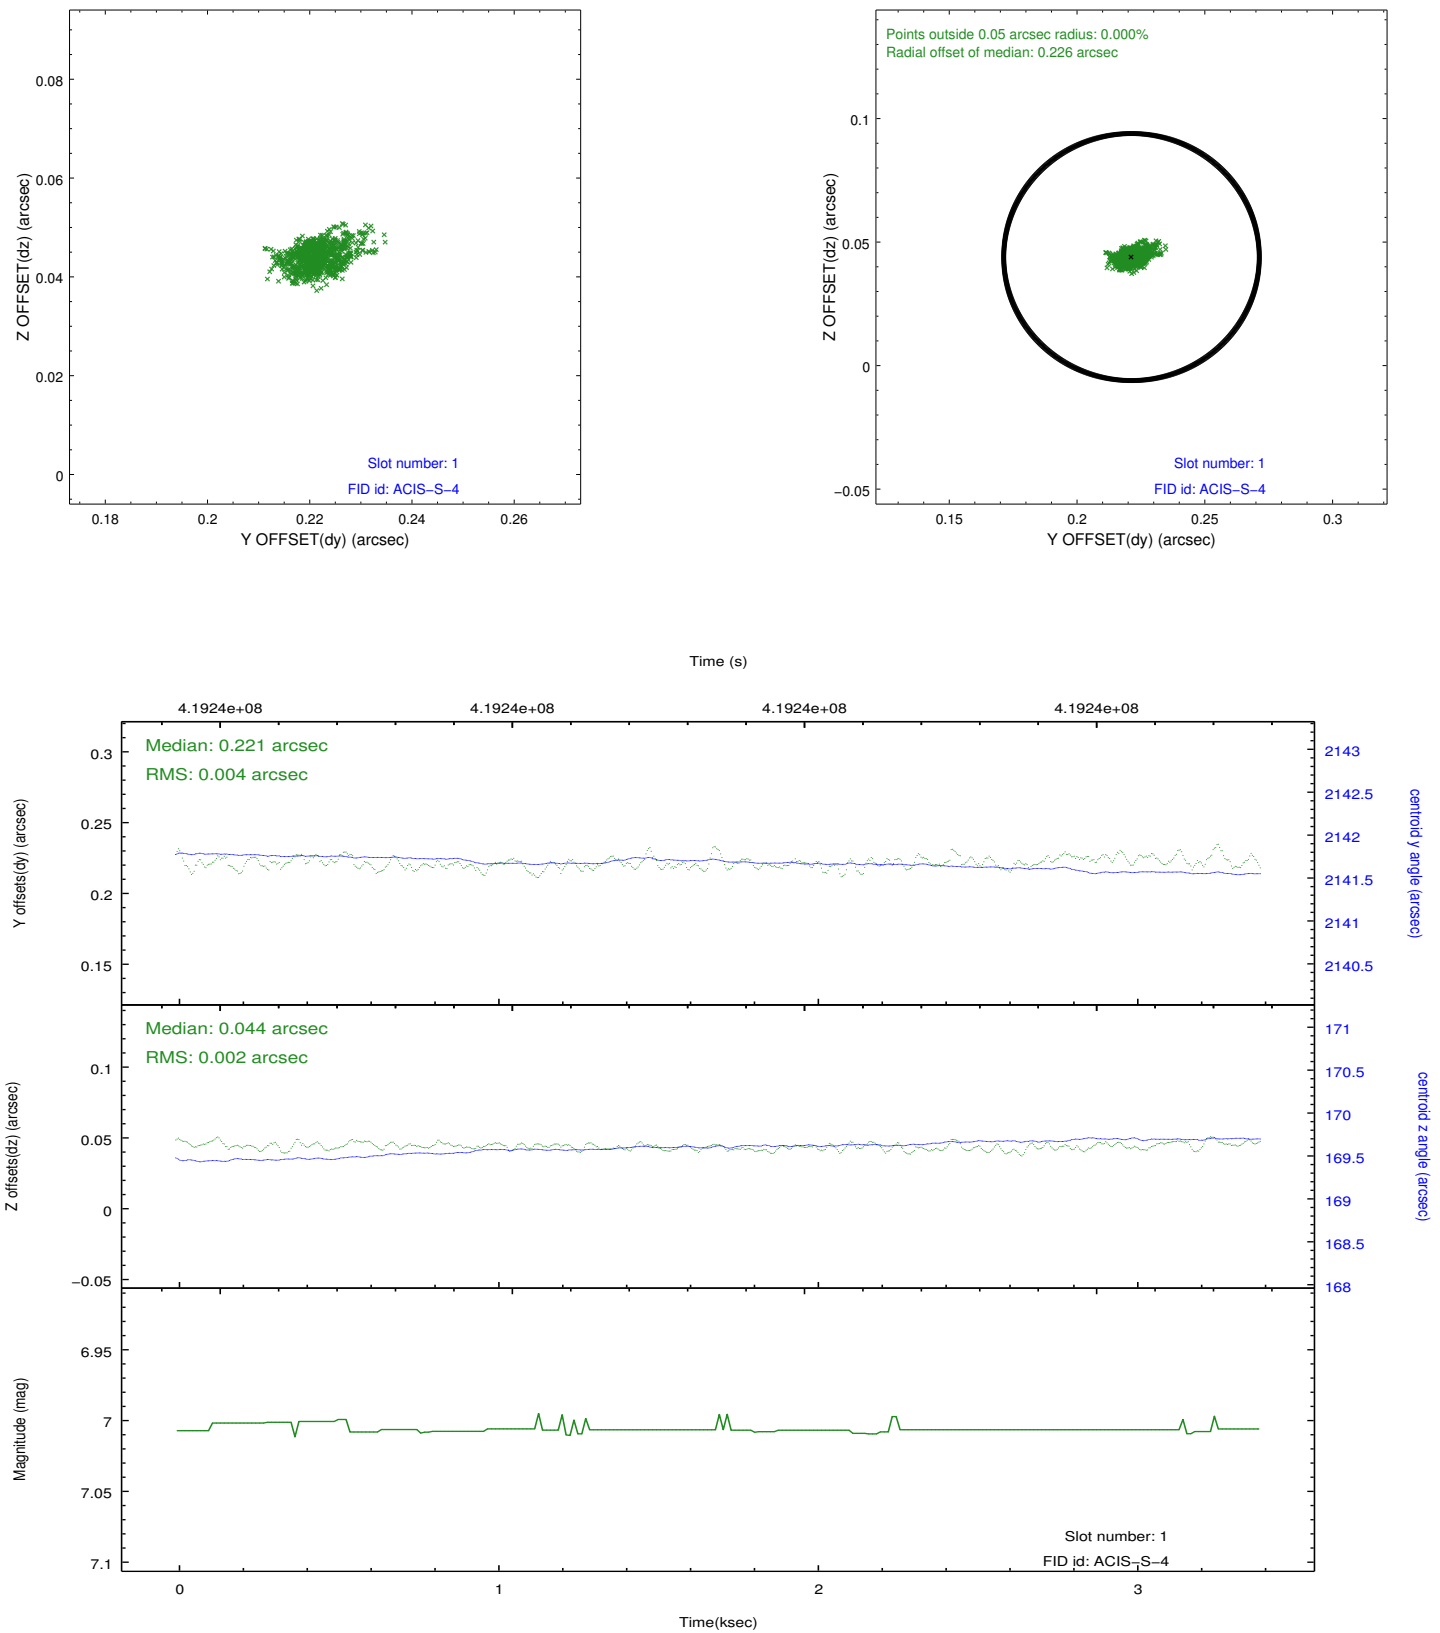 0.08
0.06
0.04
0.02
0
Z OFFSET(dz) (arcsec)
Slot number: 1
FID id: ACIS−S−4
0.18 0.2 0.22 0.24 0.26
Y OFFSET(dy) (arcsec)
Points outside 0.05 arcsec radius: 0.000%
Radial offset of median: 0.226 arcsec
0.1
0.05
0
−0.05
Z OFFSET(dz) (arcsec)
Slot number: 1
FID id: ACIS−S−4
0.15 0.2 0.25 0.3
Y OFFSET(dy) (arcsec)
Time (s)
4.1924e+08 4.1924e+08 4.1924e+08 4.1924e+08
Median: 0.221 arcsec
RMS: 0.004 arcsec
0.3
0.25
0.2
0.15
Y offsets(dy) (arcsec)
2143
2142.5
2142
2141.5
2141
2140.5
centroid y angle (arcsec)
Median: 0.044 arcsec
RMS: 0.002 arcsec
0.1
0.05
0
−0.05
Z offsets(dz) (arcsec)
171
170.5
170
169.5
169
168.5
168
centroid z angle (arcsec)
6.95
7
7.05
7.1
Magnitude (mag)
Slot number: 1
FID id: ACIS−S−4
0 1 2 3
Time(ksec)